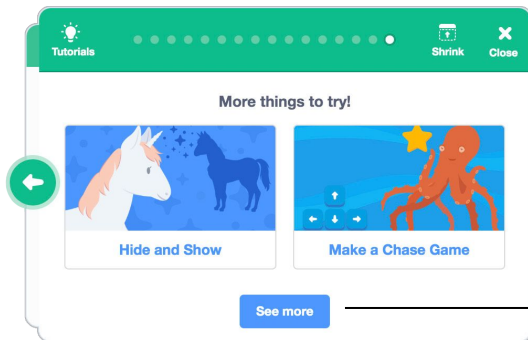 Tutorials
Shrink
Close
More things to try!
Hide and Show
Make a Chase Game
See more